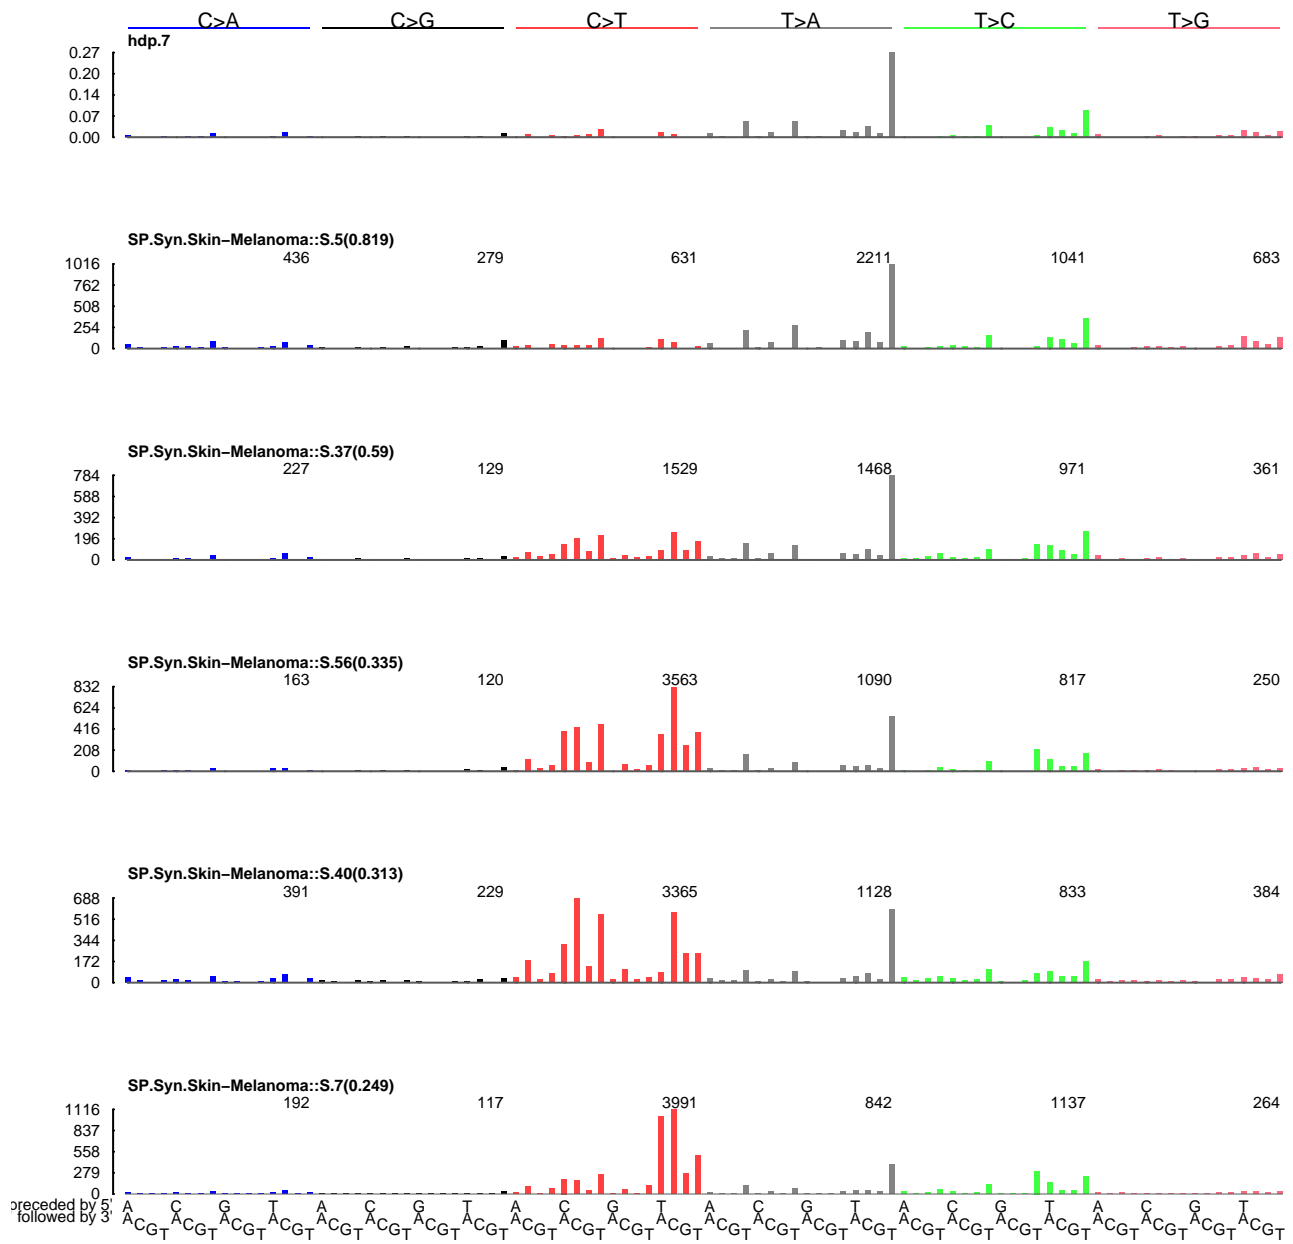 C>A C>G C>T T>A T>C T>G
hdp.7
0.27
0.20
0.14
0.07
0.00
SP.Syn.Skin−Melanoma::S.5(0.819)
436 279 631 2211 1041 683
1016
762
508
254
0
SP.Syn.Skin−Melanoma::S.37(0.59)
227 129 1529 1468 971 361
784
588
392
196
0
SP.Syn.Skin−Melanoma::S.56(0.335)
163 120 3563 1090 817 250
832
624
416
208
0
SP.Syn.Skin−Melanoma::S.40(0.313)
391 229 3365 1128 833 384
688
516
344
172
0
SP.Syn.Skin−Melanoma::S.7(0.249)
192 117 3991 842 1137 264
1116
837
558
279
0
preceded by 5' A C G T A C G T A C G T A C G T A C G T A C G T
followed by 3' A C G T A C G T A C G T A C G T A C G T A C G T A C G T A C G T A C G T A C G T A C G T A C G T A C G T A C G T A C G T A C G T A C G T A C G T A C G T A C G T A C G T A C G T A C G T A C G T